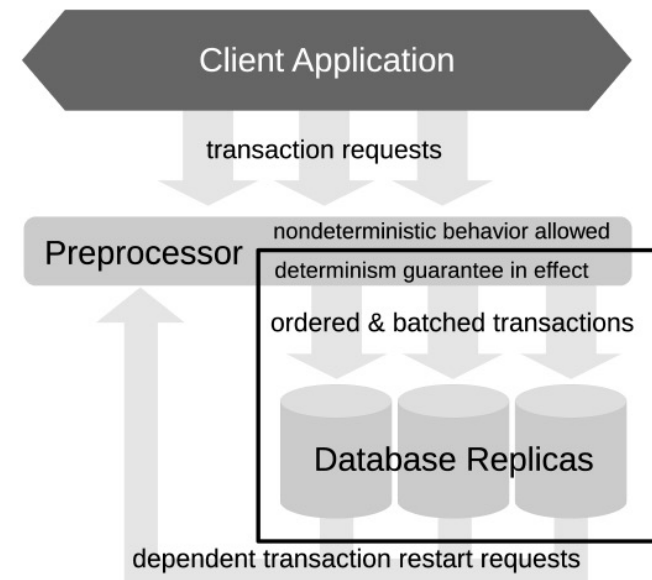 Client Application
transaction requests
nondeterministic behavior allowed
Preprocessor
determinism guarantee in effect
ordered & batched transactions
Database Replicas
dependent transaction restart requests